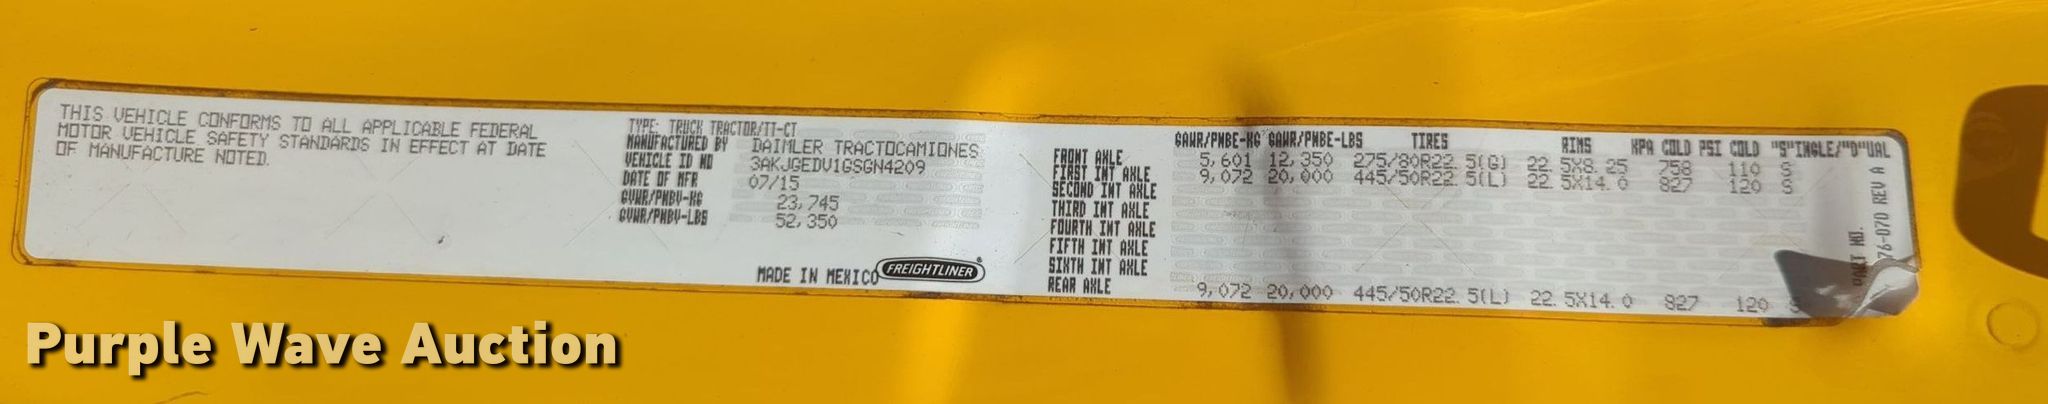 THIS VEHICLE CONFORMS TO ALL APPLICABLE FEDERAL
MOTOR VEHICLE SAFETY STANDARDS IN EFFECT AT DATE
OF MANUFACTURE NOTED.
TYPE: TRUCK TRACTOR/TT-CT
MANUFACTURED BY DAIMLER TRACTOCAMIONES
VEHICLE ID NO 3AKJGEDV1GSGN4209
DATE OF MFR 07/15
GVWR/PNBV-KG 23,745
GVWR/PNBV-LBS 52,350
MADE IN MEXICO FREIGHTLINER®
GAWR/PNBE-KG GAWR/PNBE-LBS TIRES RIMS KPA COLD PSI COLD "S"INGLE/"D"UAL
FRONT AXLE 5,601 12,350 275/80R22.5(G) 22.5X8.25 758 110 S
FIRST INT AXLE 9,072 20,000 445/50R22.5(L) 22.5X14.0 827 120 S
SECOND INT AXLE
THIRD INT AXLE
FOURTH INT AXLE
FIFTH INT AXLE
SIXTH INT AXLE
REAR AXLE 9,072 20,000 445/50R22.5(L) 22.5X14.0 827 120 S
PART NO.
76-070 REV A
Purple Wave Auction